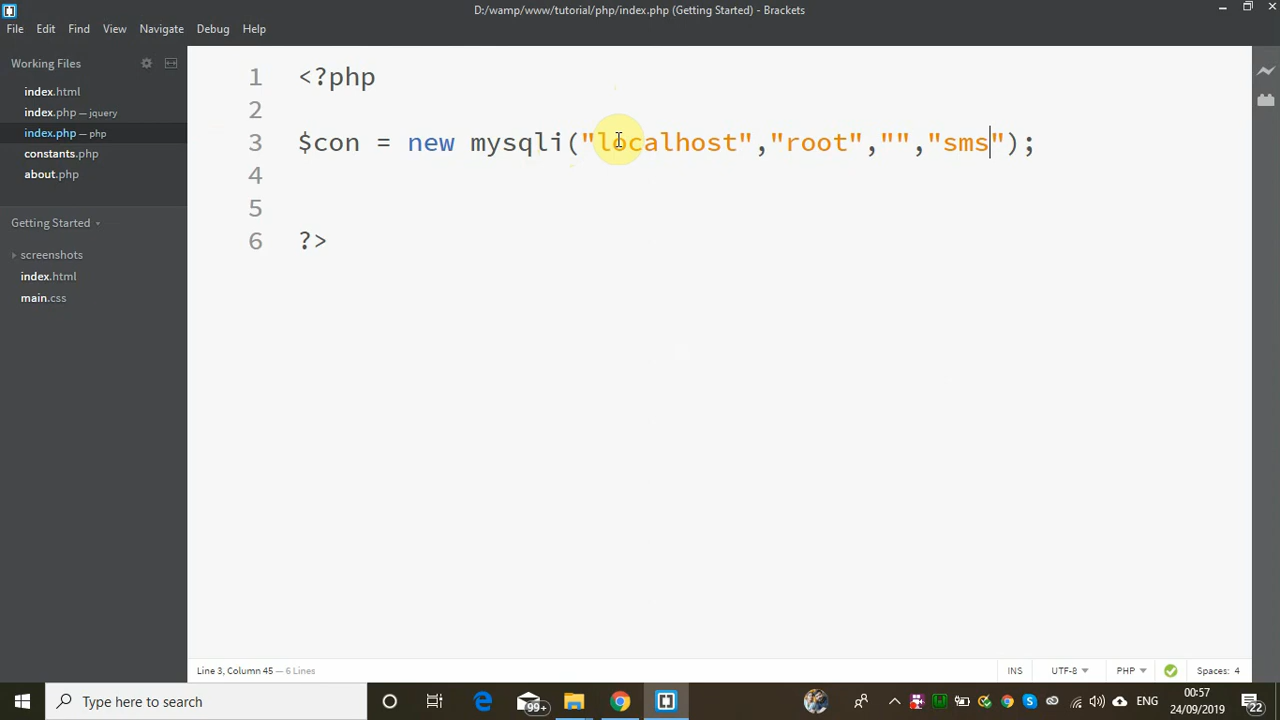 D:/wamp/www/tutorial/php/index.php (Getting Started) - Brackets
File Edit Find View Navigate Debug Help
Working Files
index.html
index.php — jquery
index.php — php
constants.php
about.php
Getting Started
screenshots
index.html
main.css
1 <?php
2
3 $con = new mysqli("localhost","root","","sms");
4
5
6 ?>
Line 3, Column 45 — 6 Lines
INS UTF-8 PHP Spaces: 4
Type here to search
99+
ENG
00:57
24/09/2019
22